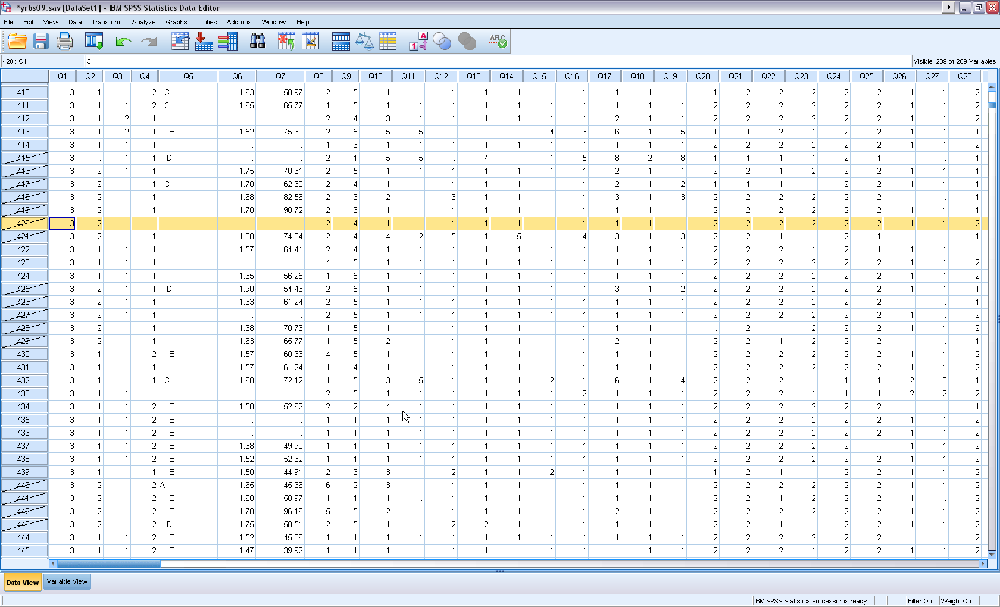 *yrbs09.sav [DataSet1] - IBM SPSS Statistics Data Editor
File Edit View Data Transform Analyze Graphs Utilities Add-ons Window Help
420 : Q1 3 Visible: 209 of 209 Variables
Q1 Q2 Q3 Q4 Q5 Q6 Q7 Q8 Q9 Q10 Q11 Q12 Q13 Q14 Q15 Q16 Q17 Q18 Q19 Q20 Q21 Q22 Q23 Q24 Q25 Q26 Q27 Q28
410 3 1 1 2 C 1.63 58.97 2 5 1 1 1 1 1 1 1 1 1 1 1 2 2 2 2 2 1 1 2
411 3 1 1 2 C 1.65 65.77 1 5 1 1 1 1 1 1 1 1 1 1 2 2 2 2 2 2 1 1 2
412 3 1 2 1 . . 2 4 3 1 1 1 1 1 1 2 1 1 2 2 2 2 2 2 1 1 2
413 3 1 2 1 E 1.52 75.30 2 5 5 5 . . . 4 3 6 1 5 1 1 2 1 2 2 1 1 1
414 3 1 1 1 . . 1 3 1 1 1 1 1 1 1 1 1 1 2 2 2 2 2 2 1 1 2
415 3 . 1 1 D . . 2 1 5 5 . 4 . 1 5 8 2 8 1 1 1 1 2 1 . . 1
416 3 2 1 1 1.75 70.31 2 5 1 1 1 1 1 1 1 2 1 1 2 2 1 2 2 2 1 1 1
417 3 2 1 1 C 1.70 62.60 2 4 1 1 1 1 1 1 1 2 1 2 1 1 1 1 2 2 1 1 1
418 3 2 1 1 1.68 82.56 2 3 2 1 3 1 1 1 1 3 1 3 2 2 2 2 2 2 . . 1
419 3 2 1 1 1.70 90.72 2 3 1 1 1 1 1 1 1 1 1 1 2 2 2 2 2 2 1 1 1
420 3 2 1 . . . 2 4 1 1 1 1 1 1 1 1 1 1 2 2 2 2 2 2 1 1 2
421 3 2 1 1 1.80 74.84 2 4 4 2 5 1 5 1 4 3 1 3 2 2 1 1 2 1 . . 1
422 3 1 1 1 1.57 64.41 2 4 1 1 1 1 1 1 1 1 1 1 2 2 2 1 2 1 1 1 .
423 3 1 1 1 . . 4 5 1 1 1 1 1 1 1 1 1 1 2 2 2 2 2 2 1 1 2
424 3 1 1 1 1.65 56.25 1 5 1 1 1 1 1 1 1 1 1 1 2 2 2 2 2 2 1 1 2
425 3 2 1 1 D 1.90 54.43 2 5 1 1 1 1 1 1 1 3 1 2 2 2 2 2 2 2 1 1 1
426 3 2 1 1 1.63 61.24 2 5 1 1 1 1 1 1 1 1 1 1 2 2 2 2 2 2 . . 1
427 3 2 1 1 . . 2 5 1 1 1 1 1 1 1 1 1 1 2 2 2 2 2 2 1 . 2
428 3 2 1 1 1.68 70.76 1 5 1 1 1 1 1 1 1 1 1 1 . 2 . 2 2 2 1 1 2
429 3 2 1 1 1.63 65.77 1 5 2 1 1 1 1 1 1 2 1 1 2 2 1 2 2 2 . . 1
430 3 1 1 2 E 1.57 60.33 4 5 1 1 1 1 1 1 1 1 1 1 2 2 2 2 2 2 1 1 2
431 3 1 1 1 1.57 61.24 1 4 1 1 1 1 1 1 1 1 1 1 2 2 2 2 2 2 1 1 2
432 3 1 1 1 C 1.60 72.12 1 5 3 5 1 1 1 2 1 6 1 4 2 2 2 1 1 1 2 3 1
433 3 1 1 . . . 2 5 1 1 1 1 1 1 2 1 1 1 2 2 2 1 1 1 2 2 2
434 3 1 1 2 E 1.50 52.62 2 2 4 1 1 1 1 1 1 1 1 1 2 2 2 2 2 2 . . 1
435 3 1 1 2 E . . 1 1 1 1 1 1 1 1 1 1 1 1 2 2 2 2 2 2 1 1 2
436 3 1 1 2 E . . 1 1 1 1 1 1 1 1 1 1 1 1 2 2 2 2 2 2 1 1 2
437 3 1 1 2 E 1.68 49.90 1 1 1 1 1 1 1 1 1 1 1 1 2 2 2 2 2 . 1 1 2
438 3 1 1 2 E 1.52 52.62 1 1 1 1 1 1 1 1 1 1 1 1 2 2 2 2 2 2 1 1 2
439 3 1 1 1 E 1.50 44.91 2 3 3 1 2 1 1 2 1 1 1 1 1 2 1 2 2 2 1 1 2
440 3 2 1 2 A 1.65 45.36 6 2 3 1 1 1 1 1 1 1 1 1 2 2 2 2 2 2 1 1 2
441 3 2 1 2 E 1.68 58.97 1 1 1 . 1 1 1 1 1 1 1 1 2 2 1 2 2 2 1 . 2
442 3 2 1 2 E 1.78 96.16 5 5 2 1 1 1 1 1 1 2 1 1 2 2 2 2 2 2 1 1 2
443 3 2 1 2 D 1.75 58.51 2 5 1 1 2 2 1 1 1 1 1 1 2 2 1 1 2 2 1 1 2
444 3 1 1 2 E 1.52 45.36 1 1 1 1 1 1 1 1 1 1 1 1 2 2 2 2 2 2 . . 2
445 3 1 1 2 E 1.47 39.92 1 1 1 . 1 1 . 1 1 . 1 1 2 2 2 1 2 2 1 1 2
Data View Variable View
IBM SPSS Statistics Processor is ready Filter On Weight On